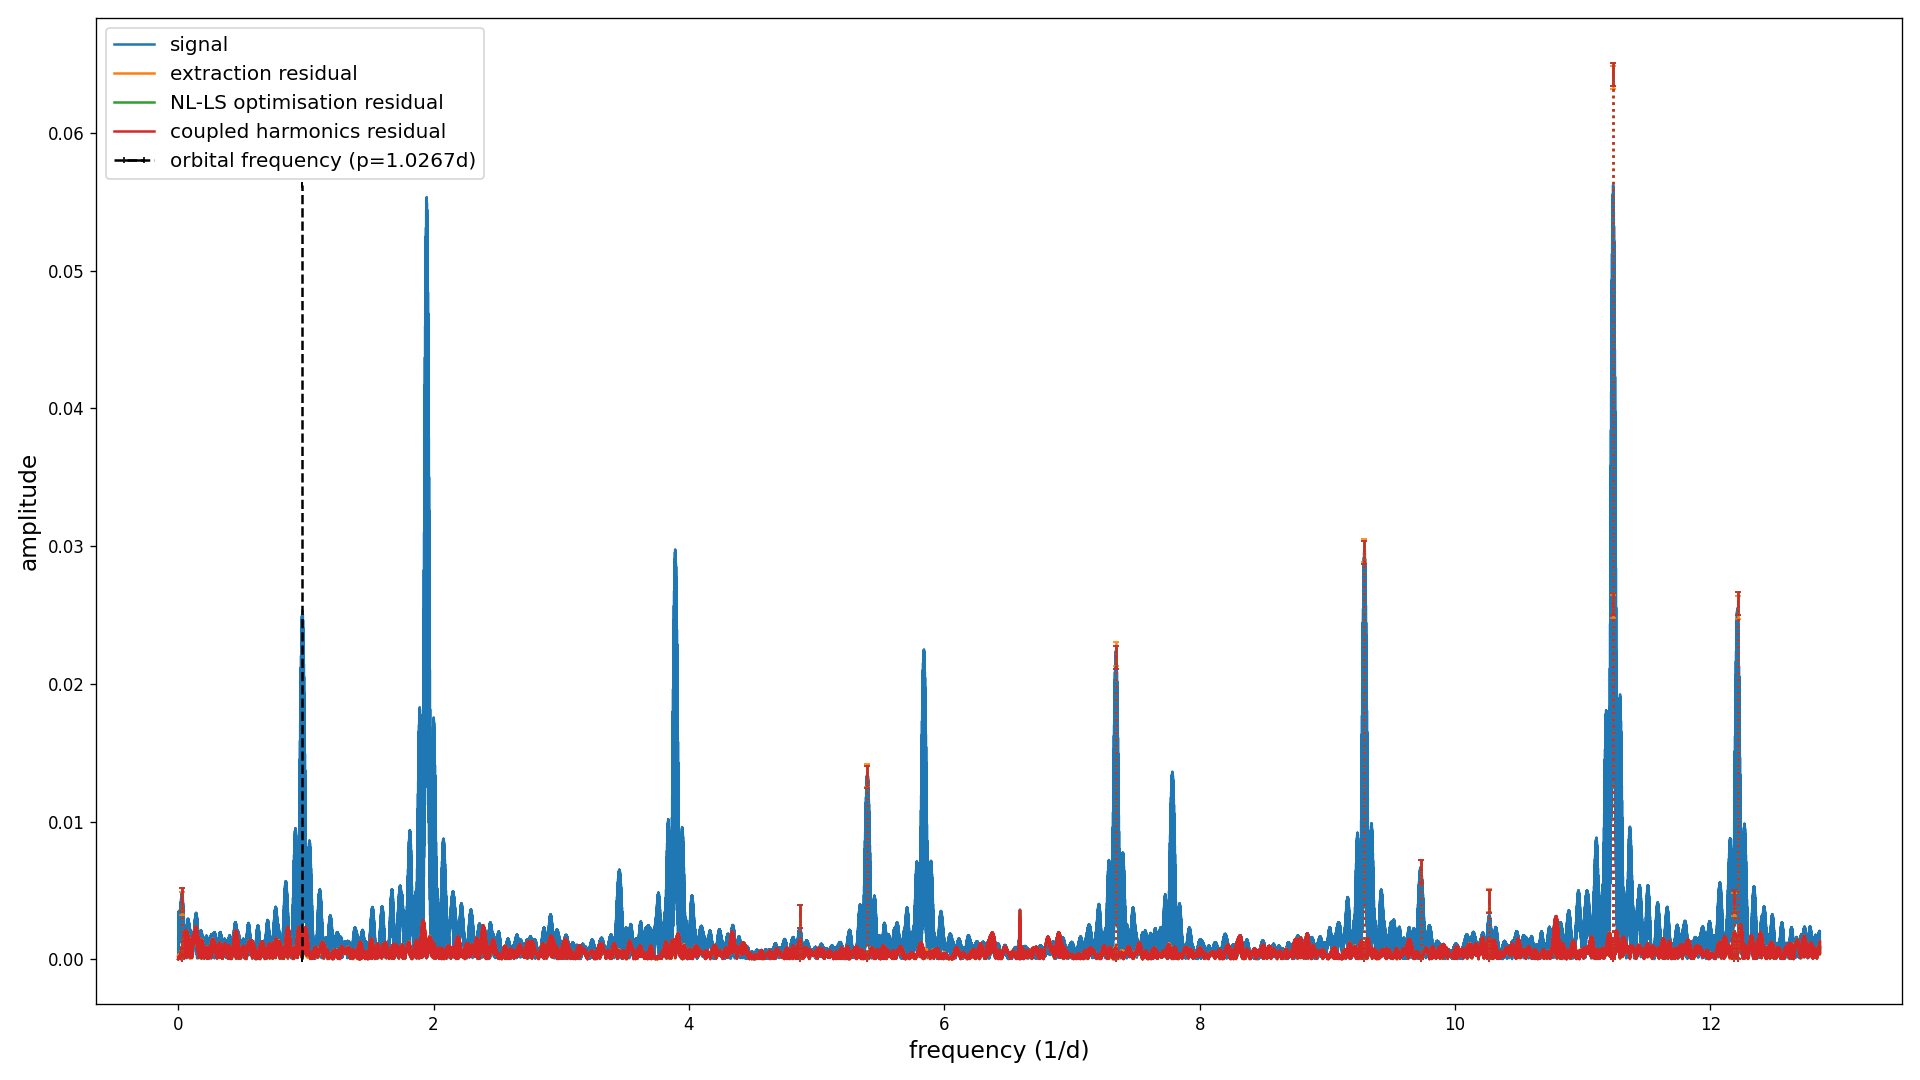 signal
extraction residual
NL-LS optimisation residual
coupled harmonics residual
orbital frequency (p=1.0267d)
0.06
0.05
0.04
0.03
0.02
0.01
0.00
amplitude
0 2 4 6 8 10 12
frequency (1/d)